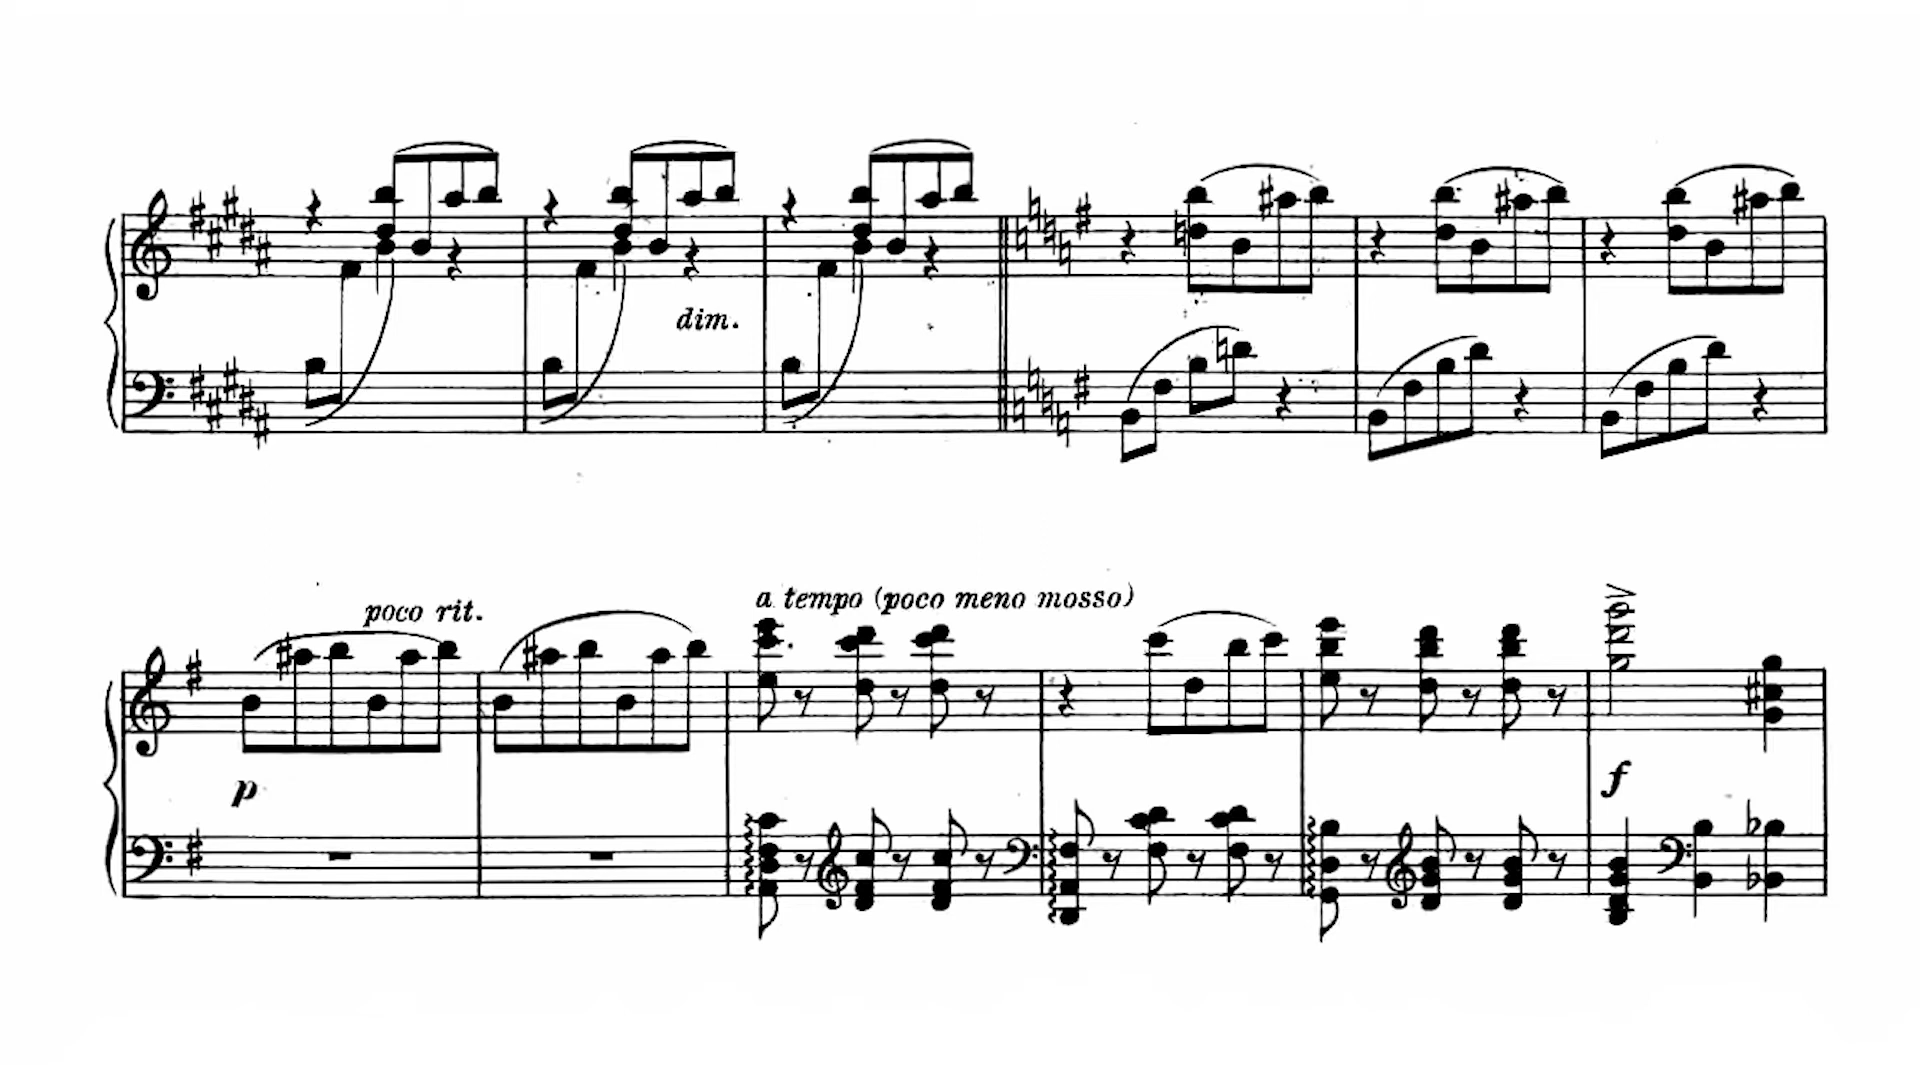 dim.
poco rit.
a tempo (poco meno mosso)
p
f